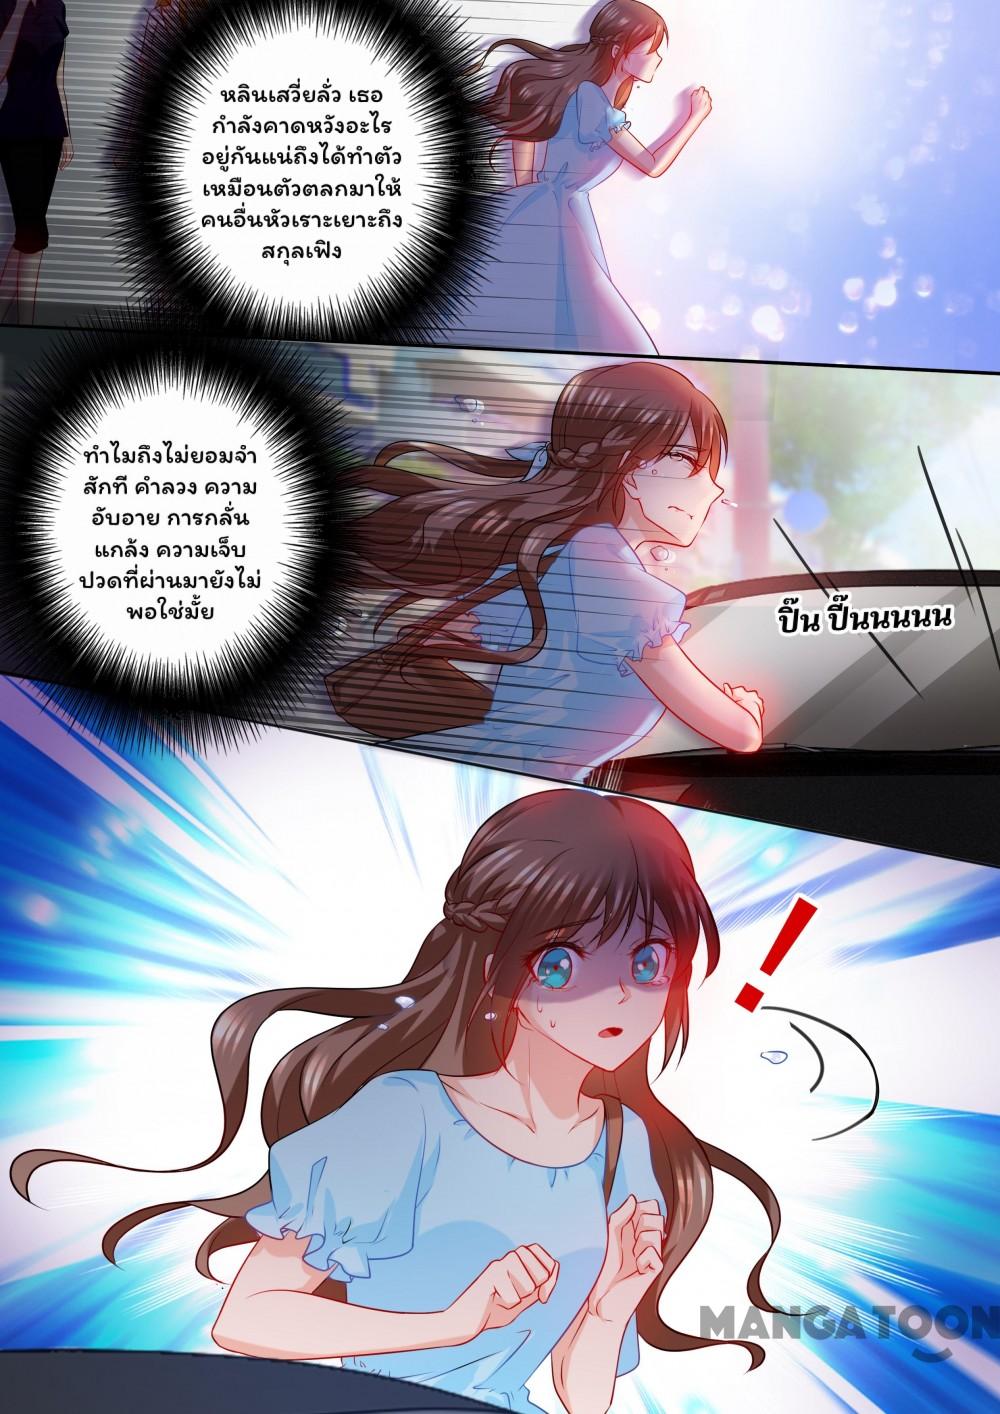 หลินเสวี่ยลั่ว เธอ
กำลังคาดหวังอะไร
อยู่กันแน่ถึงได้ทำตัว
เหมือนตัวตลกมาให้
คนอื่นหัวเราะเยาะถึง
สกุลเฟิง
ทำไมถึงไม่ยอมจำ
สักที คำลวง ความ
อับอาย การกลั่น
แกล้ง ความเจ็บ
ปวดที่ผ่านมายังไม่
พอใช่มั้ย
ปิ๊น ปี๊นนนนนน
!
MANGATOON